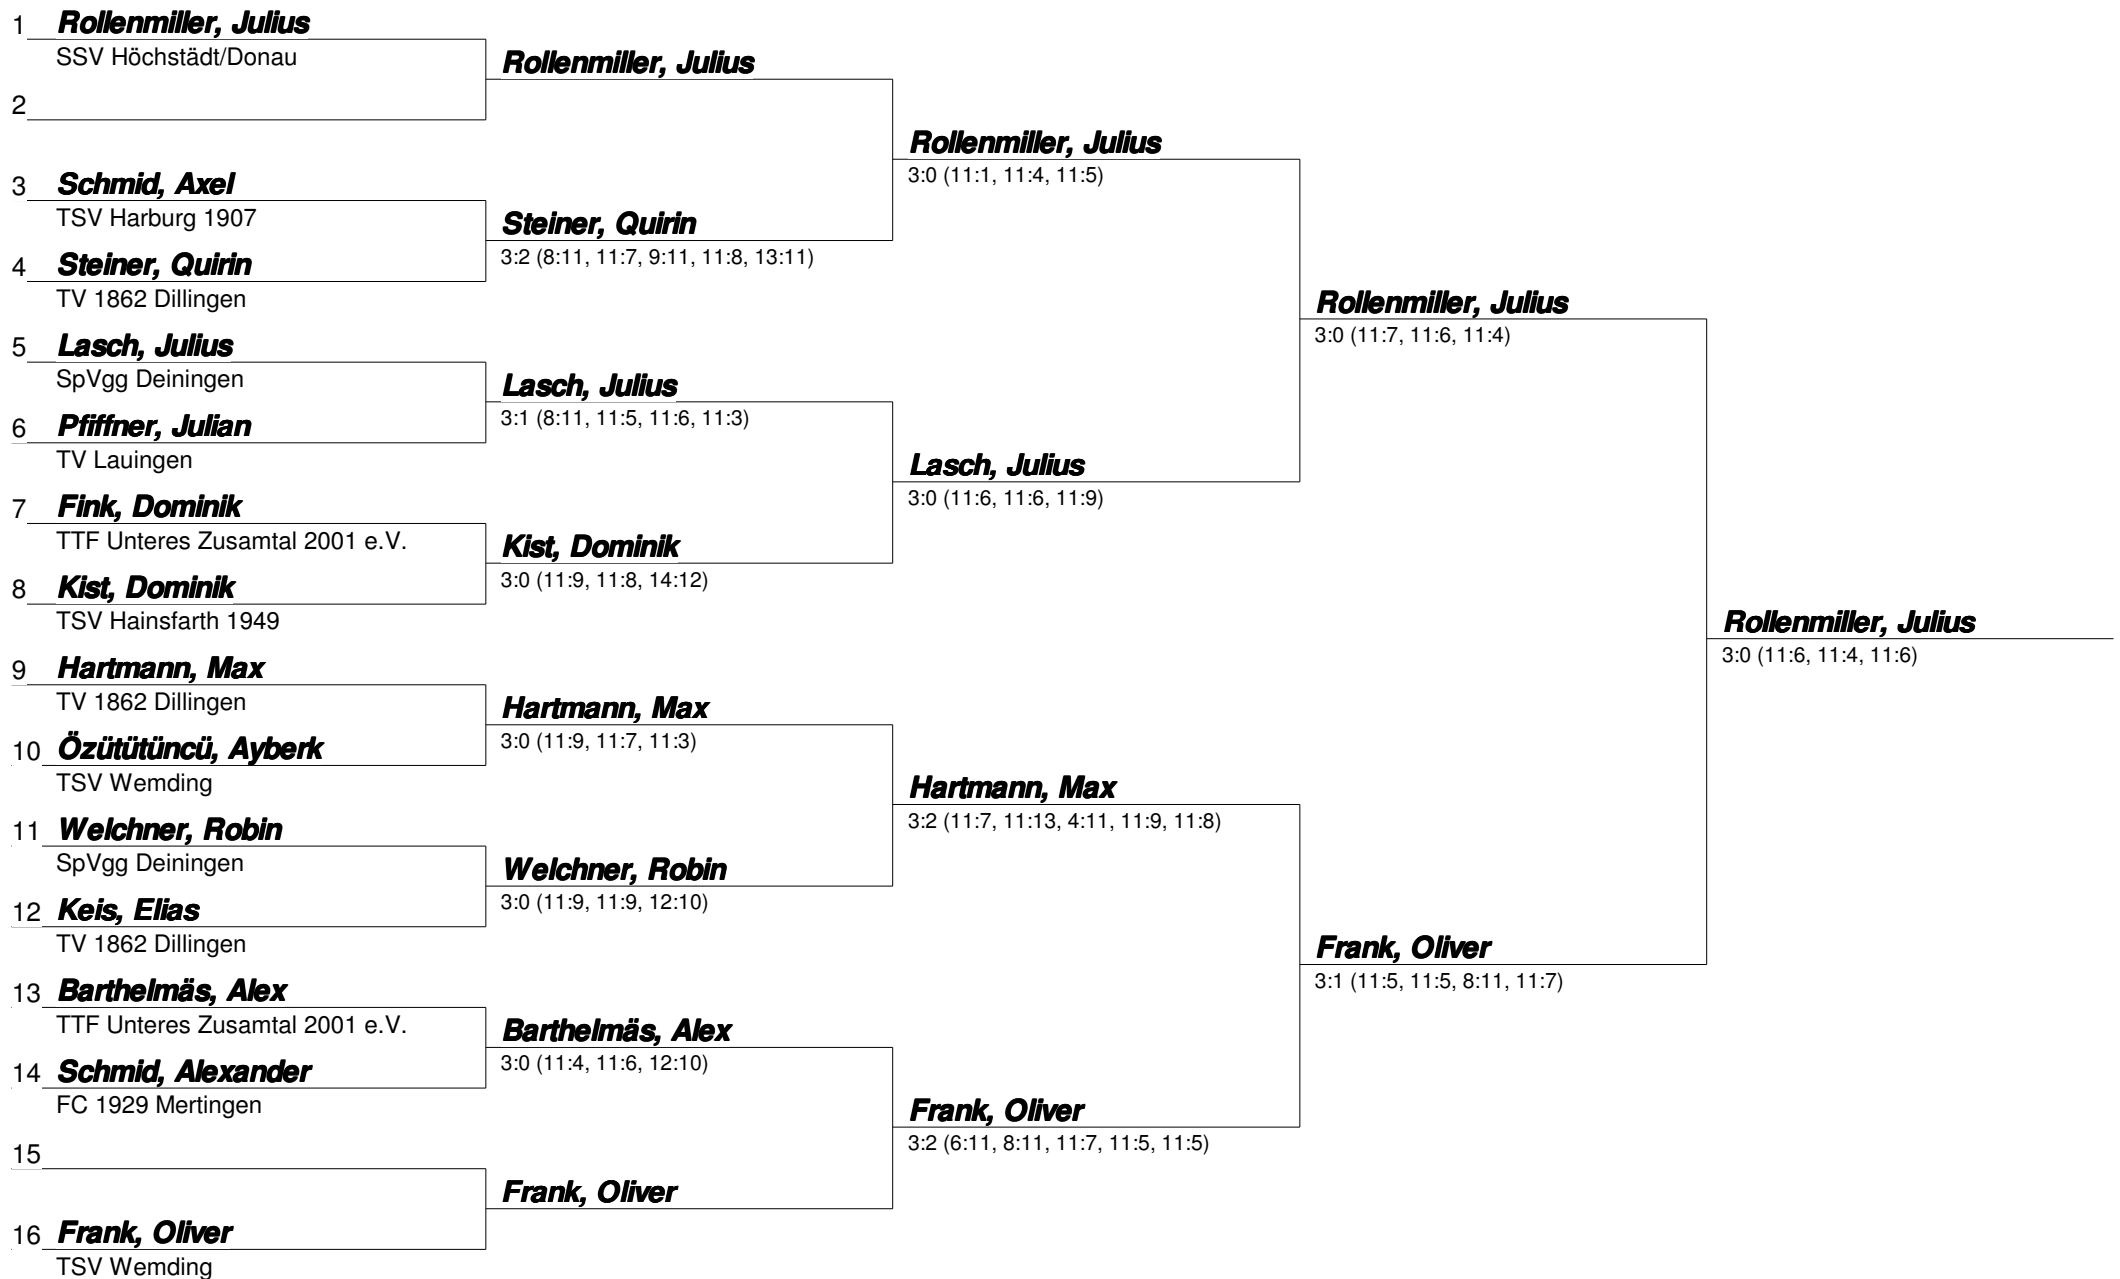 1 Rollenmiller, Julius
SSV Höchstädt/Donau
2
3 Schmid, Axel
TSV Harburg 1907
4 Steiner, Quirin
TV 1862 Dillingen
5 Lasch, Julius
SpVgg Deiningen
6 Pfiffner, Julian
TV Lauingen
7 Fink, Dominik
TTF Unteres Zusamtal 2001 e.V.
8 Kist, Dominik
TSV Hainsfarth 1949
9 Hartmann, Max
TV 1862 Dillingen
10 Özütütüncü, Ayberk
TSV Wemding
11 Welchner, Robin
SpVgg Deiningen
12 Keis, Elias
TV 1862 Dillingen
13 Barthelmäs, Alex
TTF Unteres Zusamtal 2001 e.V.
14 Schmid, Alexander
FC 1929 Mertingen
15
16 Frank, Oliver
TSV Wemding
Rollenmiller, Julius
Steiner, Quirin
3:2 (8:11, 11:7, 9:11, 11:8, 13:11)
Lasch, Julius
3:1 (8:11, 11:5, 11:6, 11:3)
Kist, Dominik
3:0 (11:9, 11:8, 14:12)
Hartmann, Max
3:0 (11:9, 11:7, 11:3)
Welchner, Robin
3:0 (11:9, 11:9, 12:10)
Barthelmäs, Alex
3:0 (11:4, 11:6, 12:10)
Frank, Oliver
Rollenmiller, Julius
3:0 (11:1, 11:4, 11:5)
Lasch, Julius
3:0 (11:6, 11:6, 11:9)
Hartmann, Max
3:2 (11:7, 11:13, 4:11, 11:9, 11:8)
Frank, Oliver
3:2 (6:11, 8:11, 11:7, 11:5, 11:5)
Rollenmiller, Julius
3:0 (11:7, 11:6, 11:4)
Frank, Oliver
3:1 (11:5, 11:5, 8:11, 11:7)
Rollenmiller, Julius
3:0 (11:6, 11:4, 11:6)